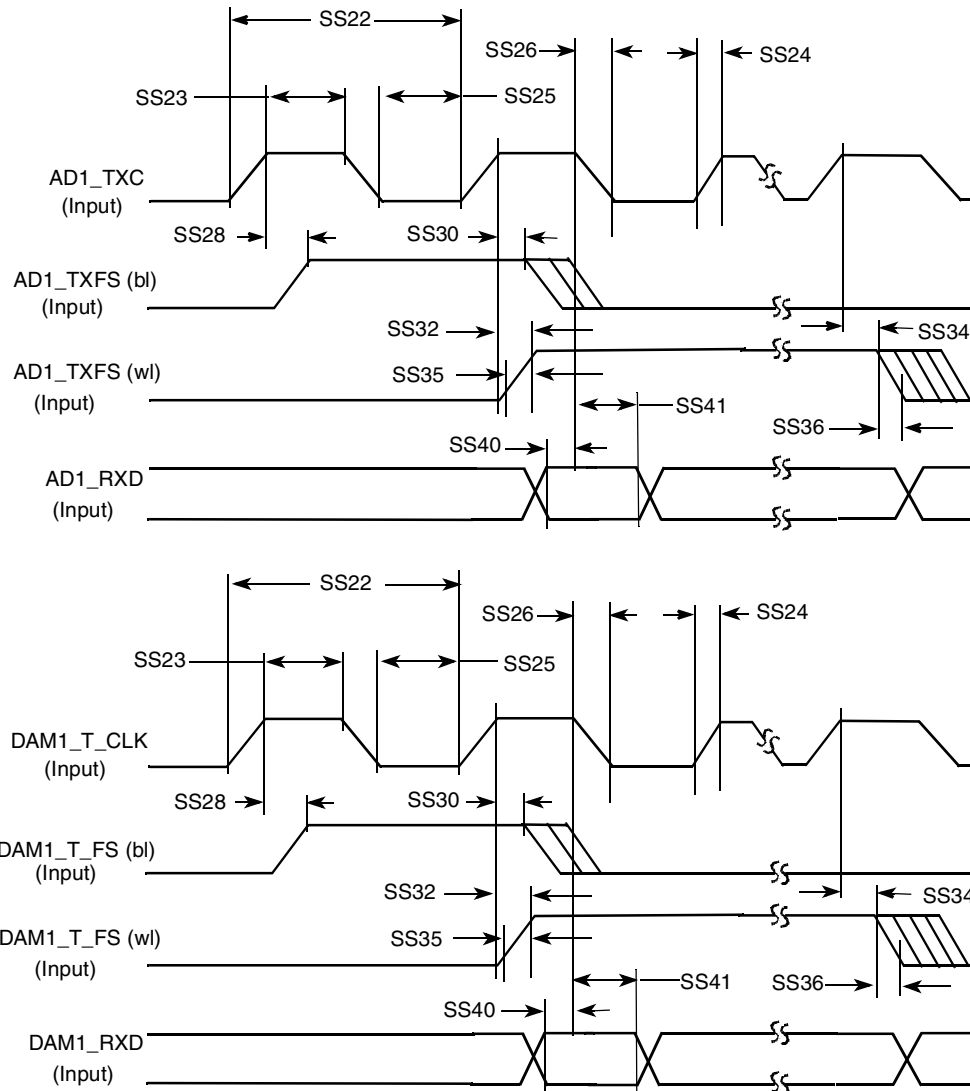 SS22
SS26
SS24
SS23
SS25
AD1_TXC
(Input)
SS28
SS30
AD1_TXFS (bl)
(Input)
SS32
SS34
AD1_TXFS (wl)
(Input)
SS35
SS41
SS36
SS40
AD1_RXD
(Input)
SS22
SS26
SS24
SS23
SS25
DAM1_T_CLK
(Input)
SS28
SS30
DAM1_T_FS (bl)
(Input)
SS32
SS34
DAM1_T_FS (wl)
(Input)
SS35
SS41
SS36
SS40
DAM1_RXD
(Input)